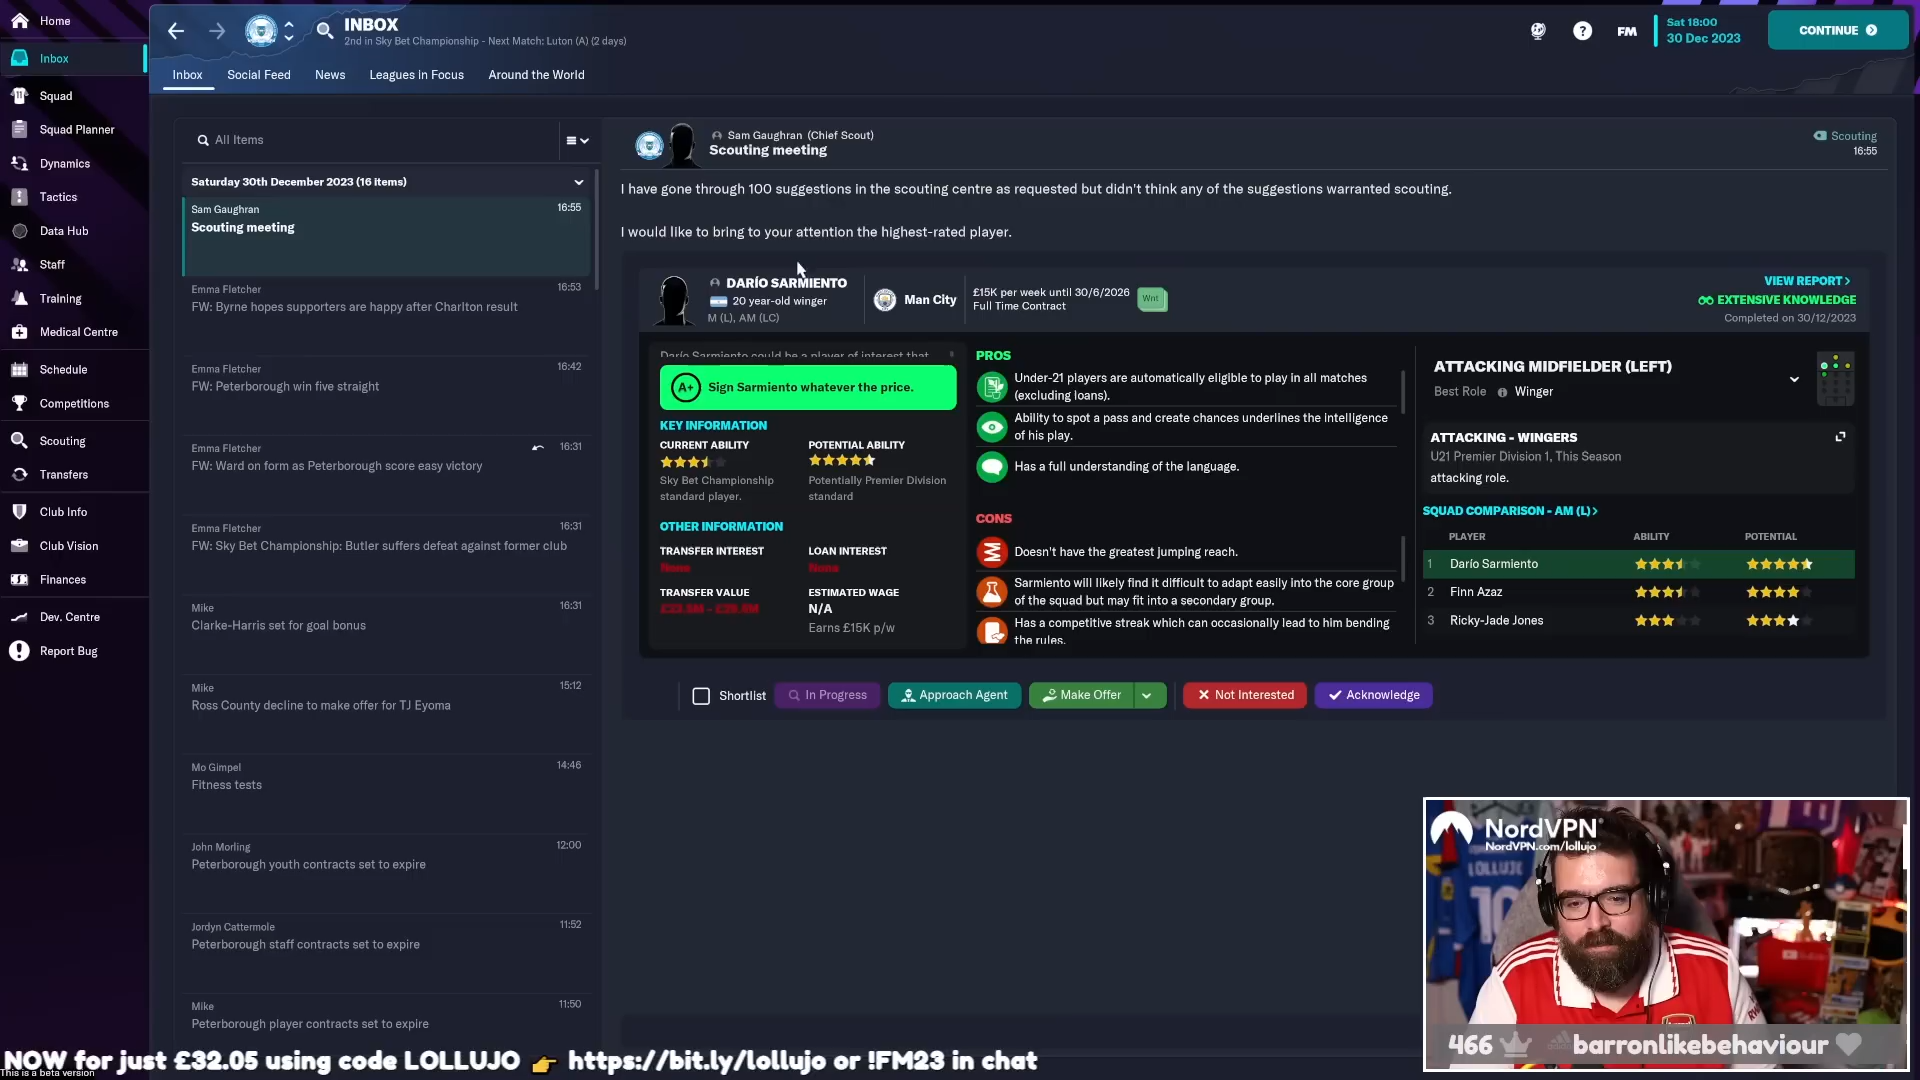 Home
Inbox
Squad
Squad Planner
Dynamics
Tactics
Data Hub
Staff
Training
Medical Centre
Schedule
Competitions
Scouting
Transfers
Club Info
Club Vision
Finances
Dev. Centre
Report Bug
INBOX
2nd in Sky Bet Championship - Next Match: Luton (A) (2 days)
FM
Sat 18:00
30 Dec 2023
CONTINUE
Inbox
Social Feed
News
Leagues in Focus
Around the World
All Items
Saturday 30th December 2023 (16 Items)
Sam Gaughran 16:55
Scouting meeting
Emma Fletcher 16:53
FW: Byrne hopes supporters are happy after Charlton result
Emma Fletcher 16:42
FW: Peterborough win five straight
Emma Fletcher 16:31
FW: Ward on form as Peterborough score easy victory
Emma Fletcher 16:31
FW: Sky Bet Championship: Butler suffers defeat against former club
Mike 16:31
Clarke-Harris set for goal bonus
Mike 15:12
Ross County decline to make offer for TJ Eyoma
Mo Gimpel 14:46
Fitness tests
John Morling 12:00
Peterborough youth contracts set to expire
Jordyn Cattermole 11:52
Peterborough staff contracts set to expire
Mike 11:50
Peterborough player contracts set to expire
Sam Gaughran (Chief Scout)
Scouting meeting
Scouting
16:55
I have gone through 100 suggestions in the scouting centre as requested but didn't think any of the suggestions warranted scouting.
I would like to bring to your attention the highest-rated player.
DARÍO SARMIENTO
20 year-old winger
M (L), AM (LC)
Man City
£15K per week until 30/6/2026
Full Time Contract
Wnt
VIEW REPORT >
EXTENSIVE KNOWLEDGE
Completed on 30/12/2023
Darío Sarmiento could be a player of interest that
A+ Sign Sarmiento whatever the price.
KEY INFORMATION
CURRENT ABILITY
Sky Bet Championship
standard player.
POTENTIAL ABILITY
Potentially Premier Division
standard
OTHER INFORMATION
TRANSFER INTEREST
None
LOAN INTEREST
None
TRANSFER VALUE
ESTIMATED WAGE
N/A
Earns £15K p/w
PROS
Under-21 players are automatically eligible to play in all matches
(excluding loans).
Ability to spot a pass and create chances underlines the intelligence
of his play.
Has a full understanding of the language.
CONS
Doesn't have the greatest jumping reach.
Sarmiento will likely find it difficult to adapt easily into the core group
of the squad but may fit into a secondary group.
Has a competitive streak which can occasionally lead to him bending
the rules.
ATTACKING MIDFIELDER (LEFT)
Best Role Winger
ATTACKING - WINGERS
U21 Premier Division 1, This Season
attacking role.
SQUAD COMPARISON - AM (L) >
PLAYER ABILITY POTENTIAL
1 Darío Sarmiento
2 Finn Azaz
3 Ricky-Jade Jones
Shortlist
In Progress
Approach Agent
Make Offer
Not Interested
Acknowledge
NordVPN
NordVPN.com/lollujo
LOLLUJO
10
466 barronlikebehaviour
NOW for just £32.05 using code LOLLUJO 👉 https://bit.ly/lollujo or !FM23 in chat
This is a beta version